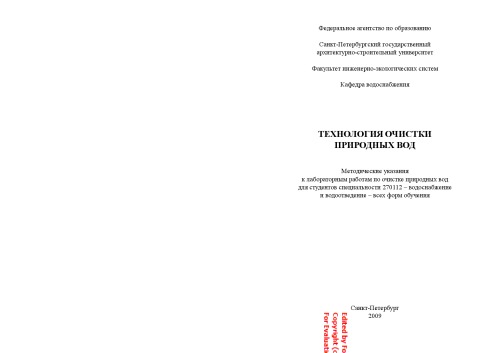 Федеральное агентство по образованию
Санкт-Петербургский государственный
архитектурно-строительный университет
Факультет инженерно-экологических систем
Кафедра водоснабжения
ТЕХНОЛОГИЯ ОЧИСТКИ
ПРИРОДНЫХ ВОД
Методические указания
к лабораторным работам по очистке природных вод
для студентов специальности 270112 – водоснабжение
и водоотведение – всех форм обучения
Санкт-Петербург
2009
Edited by Fo
Copyright (c
For Evaluatio